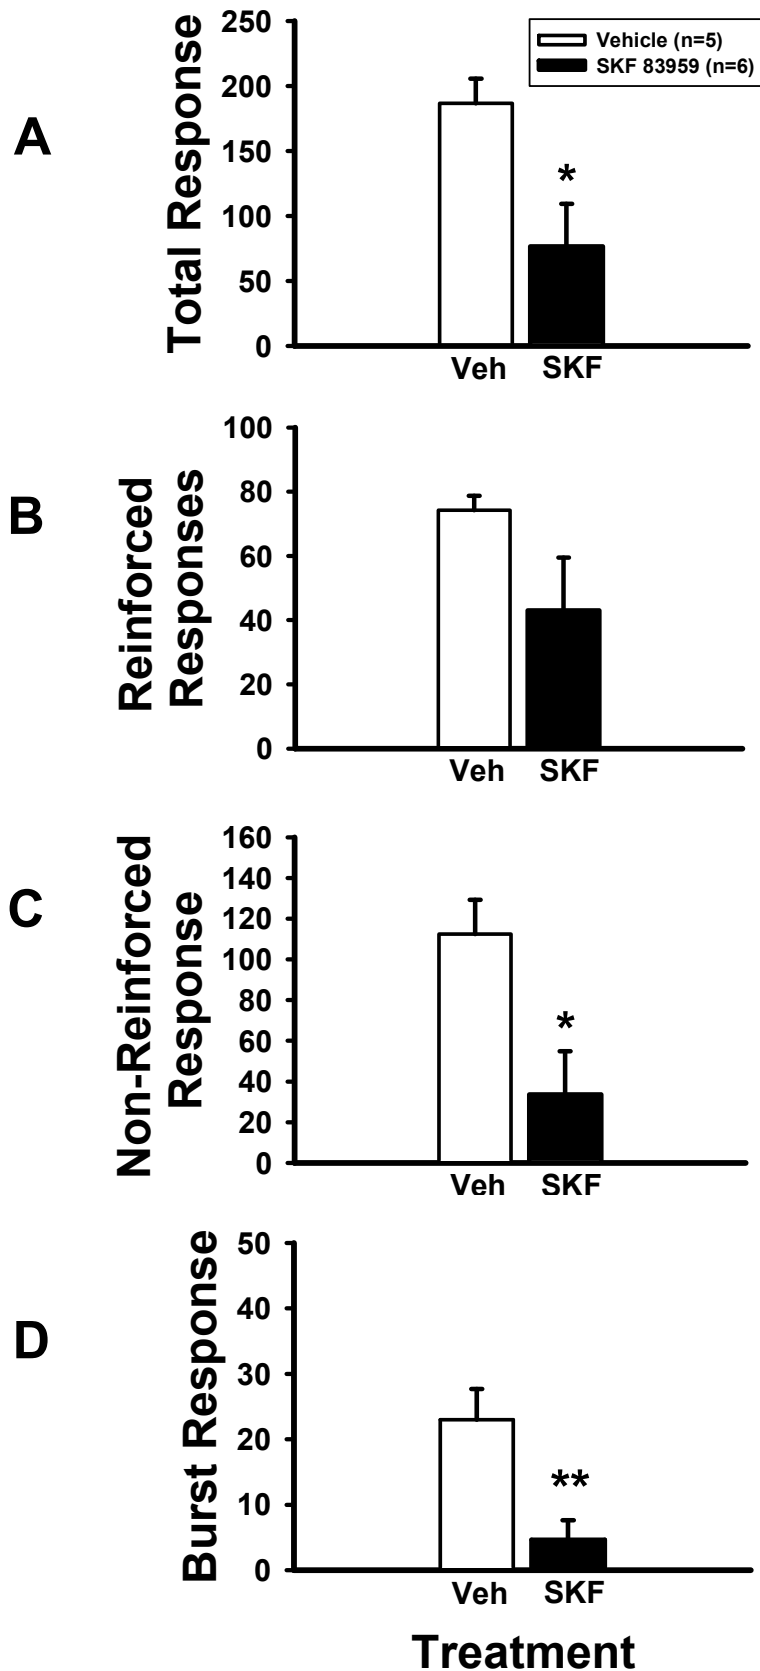 Vehicle (n=5)
SKF 83959 (n=6)
A
Total Response
250
200
150
100
50
0
*
Veh SKF
B
Reinforced
Responses
100
80
60
40
20
0
Veh SKF
C
Non-Reinforced
Response
160
140
120
100
80
60
40
20
0
*
Veh SKF
D
Burst Response
50
40
30
20
10
0
**
Veh SKF
Treatment